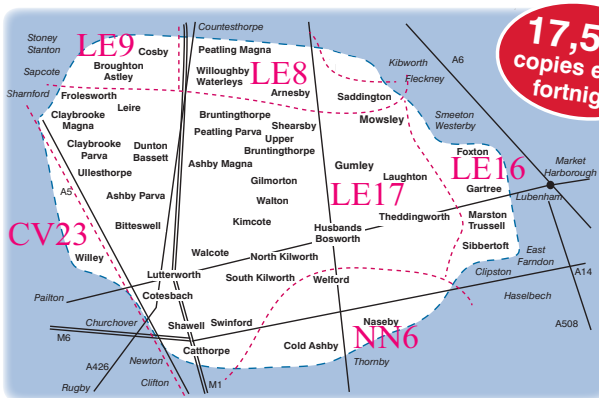 Stoney
Stanton
LE9
Cosby
Countesthorpe
Peatling Magna
17,5
copies e
fortnig
Sapcote
Broughton
Astley
Willoughby
Waterleys
LE8
Kibworth
Fleckney
A6
Sharnford
Frolesworth
Leire
Arnesby
Saddington
Claybrooke
Magna
Bruntingthorpe
Mowsley
Smeeton
Westerby
Peatling Parva
Shearsby
Upper
Bruntingthorpe
Claybrooke
Parva
Dunton
Bassett
Ullesthorpe
Ashby Magna
Gumley
Laughton
Foxton
LE16
Market
Harborough
A5
Gilmorton
Gartree
Lubenham
Ashby Parva
Walton
LE17
Theddingworth
CV23
Bitteswell
Kimcote
Husbands
Bosworth
Marston
Trussell
Sibbertoft
Willey
Walcote
North Kilworth
East
Farndon
Lutterworth
South Kilworth
Welford
Clipston
A14
Pailton
Cotesbach
Haselbech
Churchover
Shawell
Swinford
Naseby
NN6
A508
M6
Catthorpe
Cold Ashby
Thornby
A426
Newton
Rugby
Clifton
M1